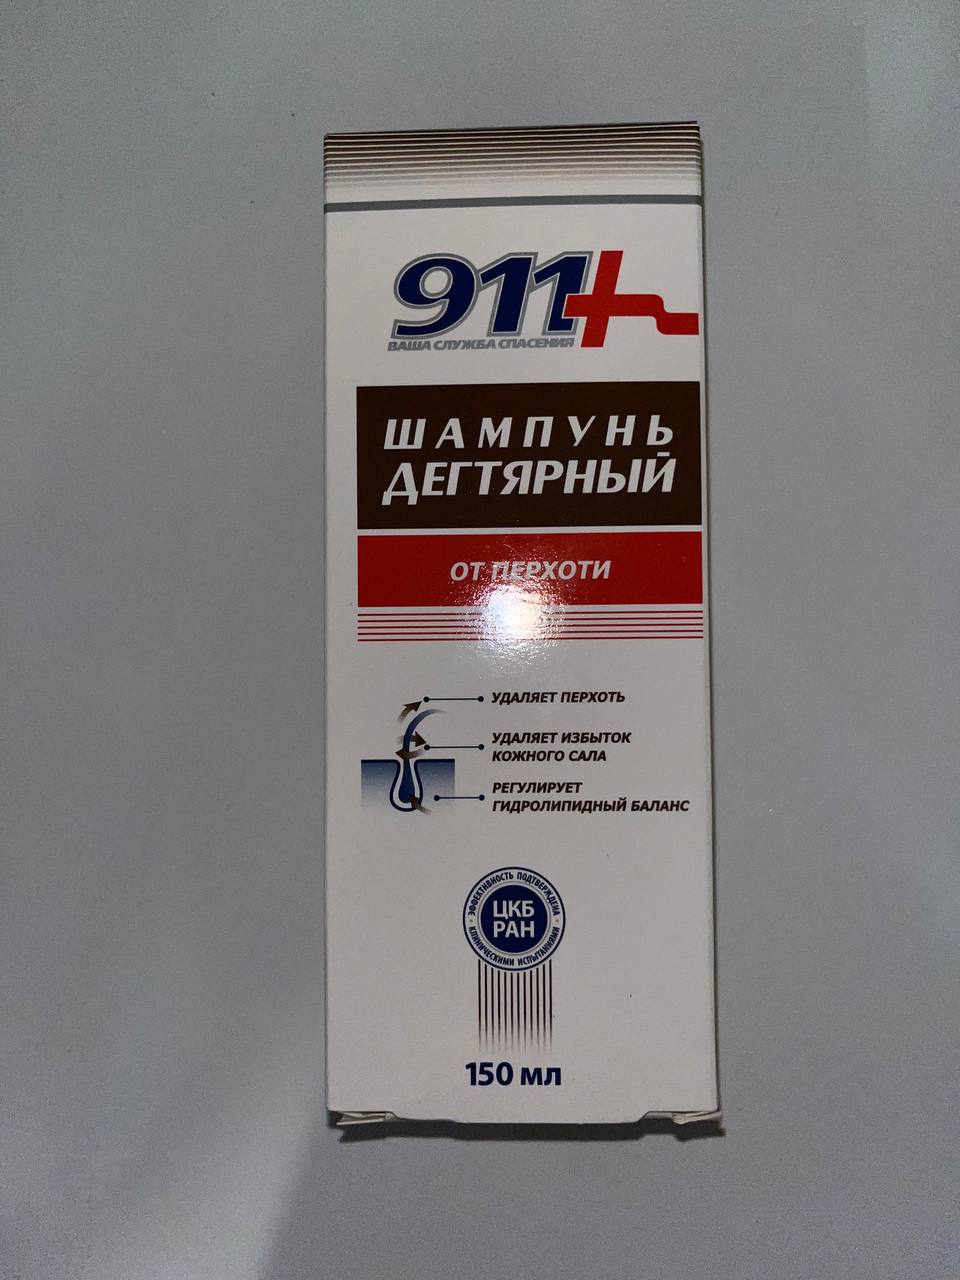 911+
ВАША СЛУЖБА СПАСЕНИЯ
ШАМПУНЬ
ДЕГТЯРНЫЙ
ОТ ПЕРХОТИ
УДАЛЯЕТ ПЕРХОТЬ
УДАЛЯЕТ ИЗБЫТОК
КОЖНОГО САЛА
РЕГУЛИРУЕТ
ГИДРОЛИПИДНЫЙ БАЛАНС
ЭФФЕКТИВНОСТЬ ПОДТВЕРЖДЕНА
ЦКБ
РАН
КЛИНИЧЕСКИМИ ИСПЫТАНИЯМИ
150 мл